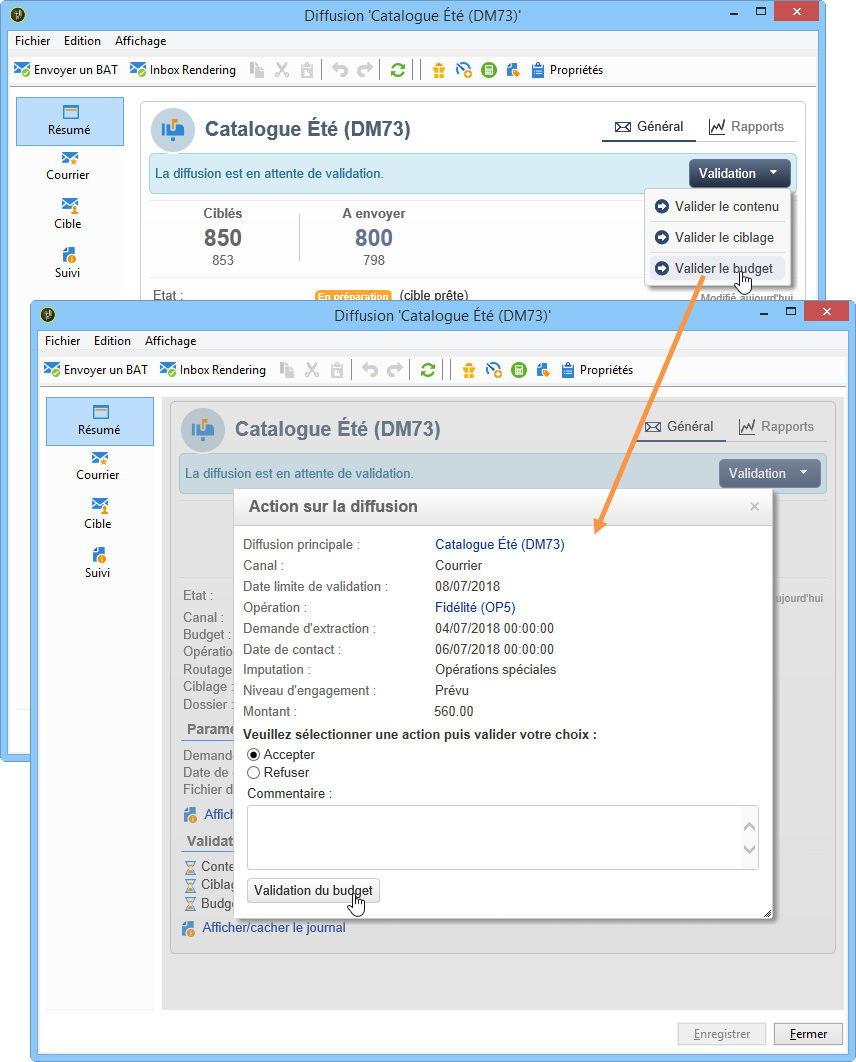 Diffusion 'Catalogue Été (DM73)'
Fichier Edition Affichage
Envoyer un BAT Inbox Rendering Propriétés
Résumé
Courrier
Cible
Suivi
Catalogue Été (DM73)
Général Rapports
La diffusion est en attente de validation.
Validation
Valider le contenu
Valider le ciblage
Valider le budget
Ciblés A envoyer
850 800
853 798
Etat : En préparation (cible prête)
Modifié aujourd'hui
Diffusion 'Catalogue Été (DM73)'
Fichier Edition Affichage
Envoyer un BAT Inbox Rendering Propriétés
Résumé
Courrier
Cible
Suivi
Catalogue Été (DM73)
Général Rapports
La diffusion est en attente de validation.
Validation
Etat :
ujourd'hui
Canal :
Budget :
Opératio
Routage
Ciblage :
Dossier :
Paramè
Demand
Date de
Fichier d
Affich
Validat
Conte
Cibla
Budg
Afficher/cacher le journal
Action sur la diffusion
Diffusion principale : Catalogue Été (DM73)
Canal : Courrier
Date limite de validation : 08/07/2018
Opération : Fidélité (OP5)
Demande d'extraction : 04/07/2018 00:00:00
Date de contact : 06/07/2018 00:00:00
Imputation : Opérations spéciales
Niveau d'engagement : Prévu
Montant : 560.00
Veuillez sélectionner une action puis valider votre choix :
Accepter
Refuser
Commentaire :
Validation du budget
Enregistrer Fermer